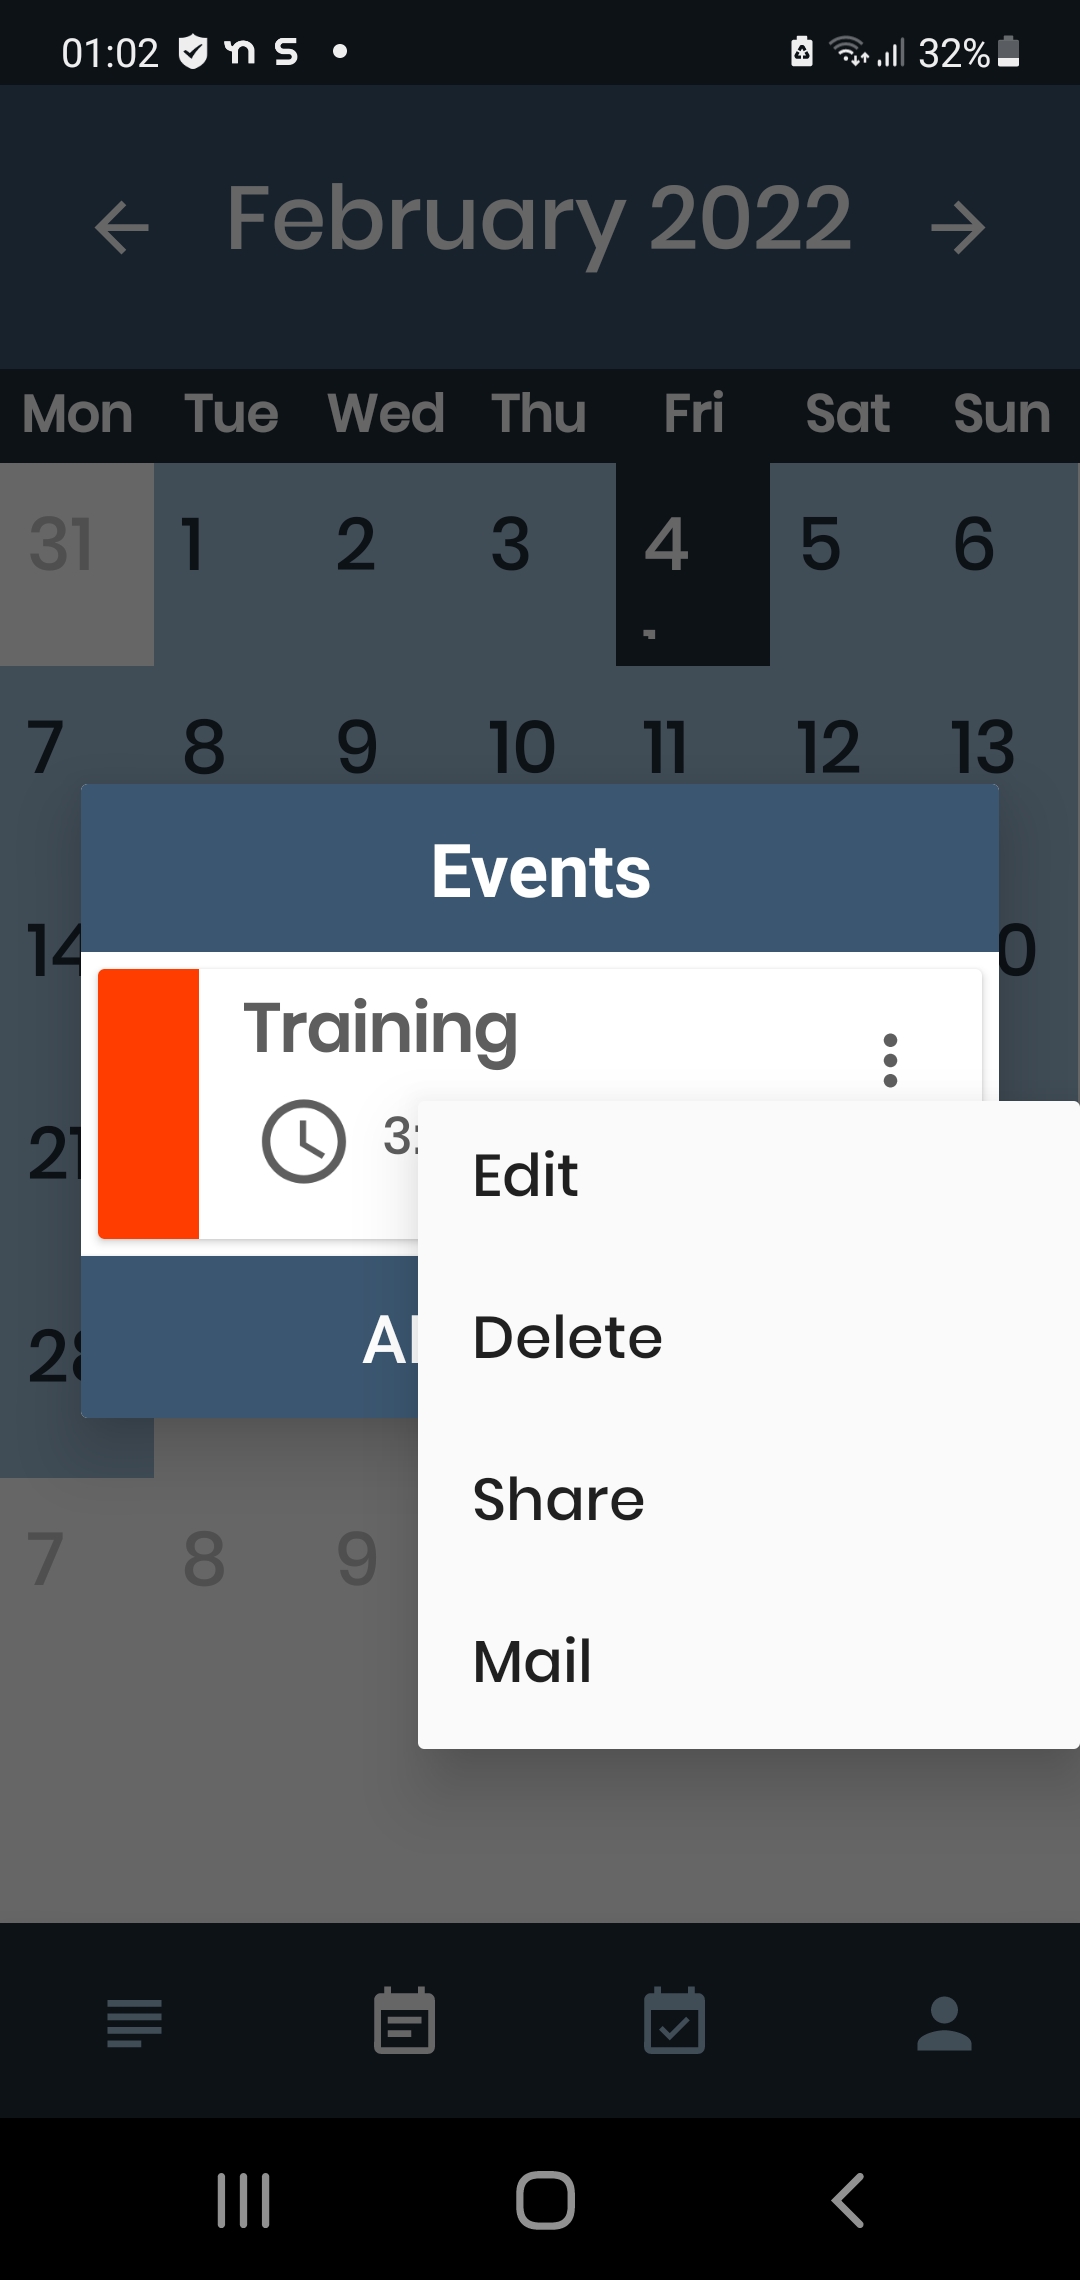 01:02 32%
February 2022
Mon Tue Wed Thu Fri Sat Sun
31 1 2 3 4 5 6
7 8 9 10 11 12 13
Events
14 0
Training
3:
21
Edit
Delete
28
Share
7 8 9
Mail